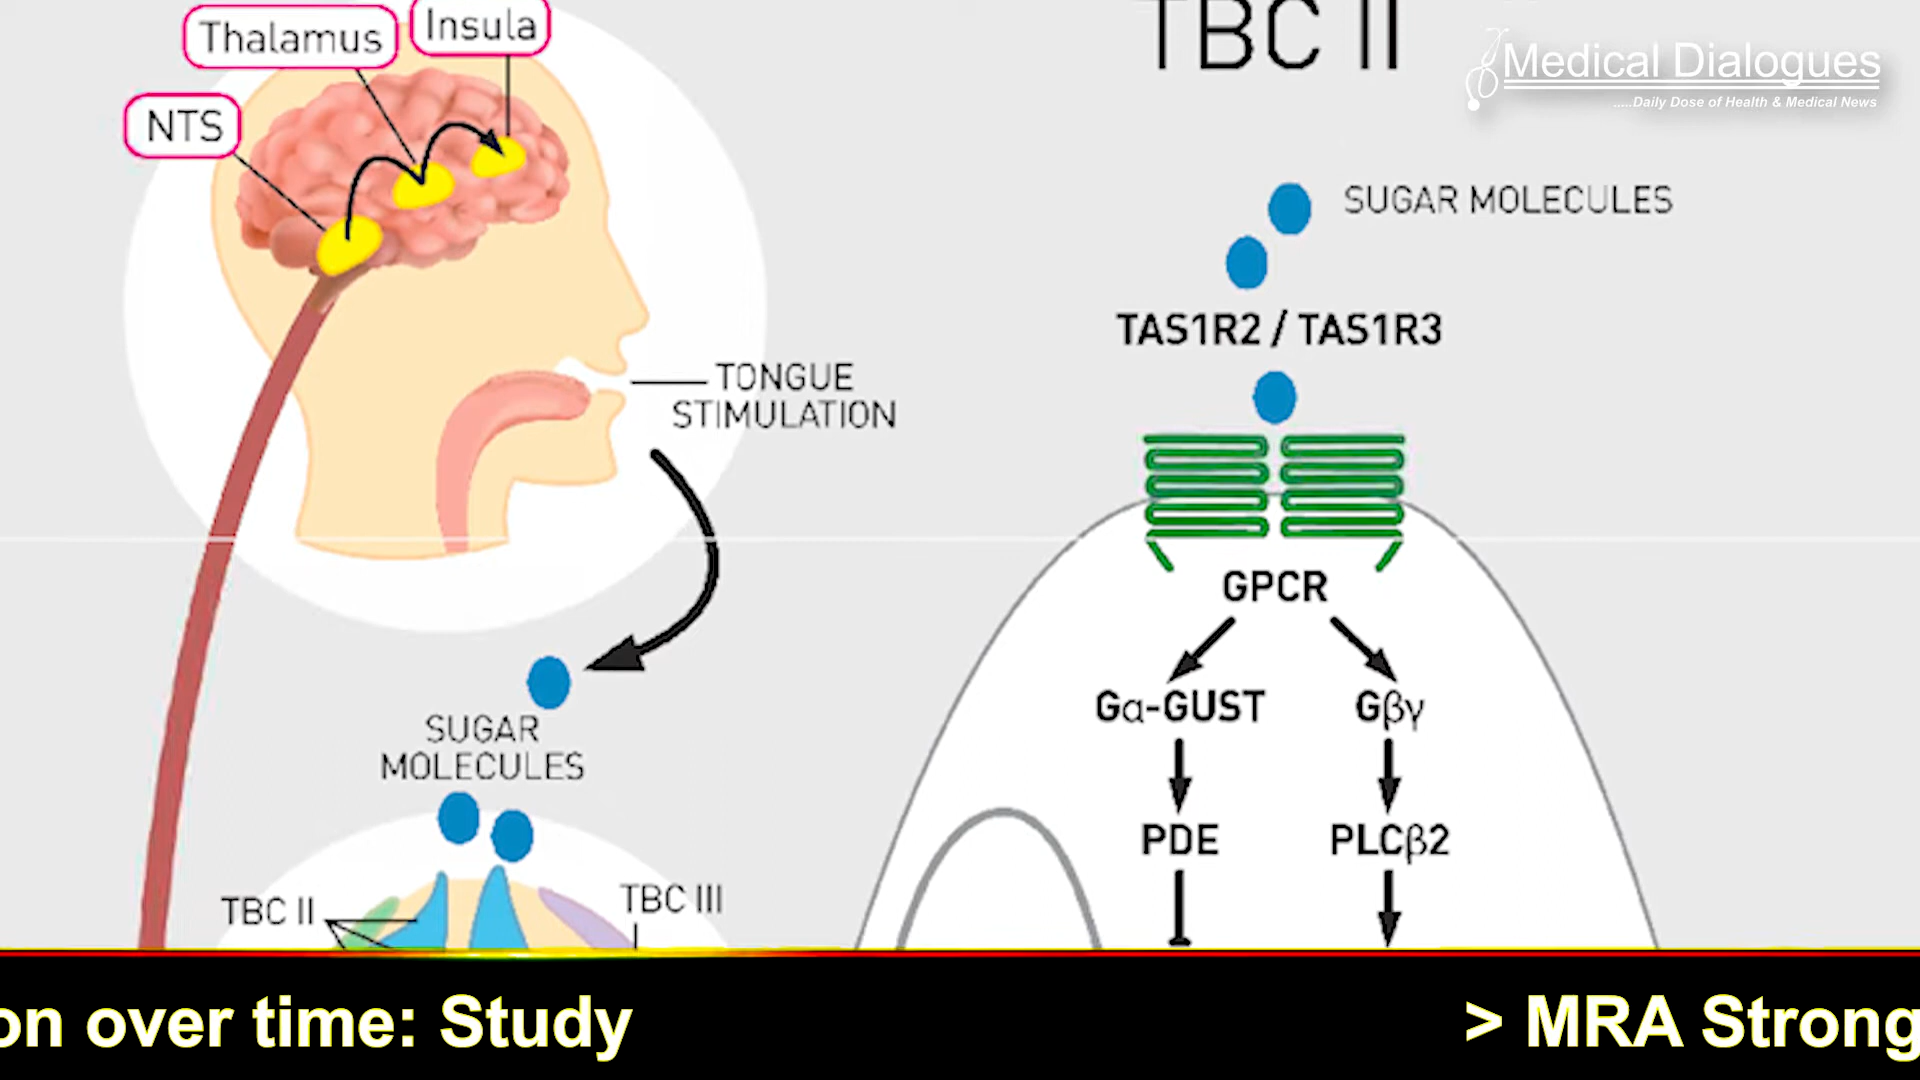 Thalamus
Insula
NTS
TONGUE
STIMULATION
SUGAR
MOLECULES
TBC II
TBC III
TBC II
SUGAR MOLECULES
TAS1R2 / TAS1R3
GPCR
Gα-GUST
Gβγ
PDE
PLCβ2
Medical Dialogues
.....Daily Dose of Health & Medical News
on over time: Study
> MRA Strong